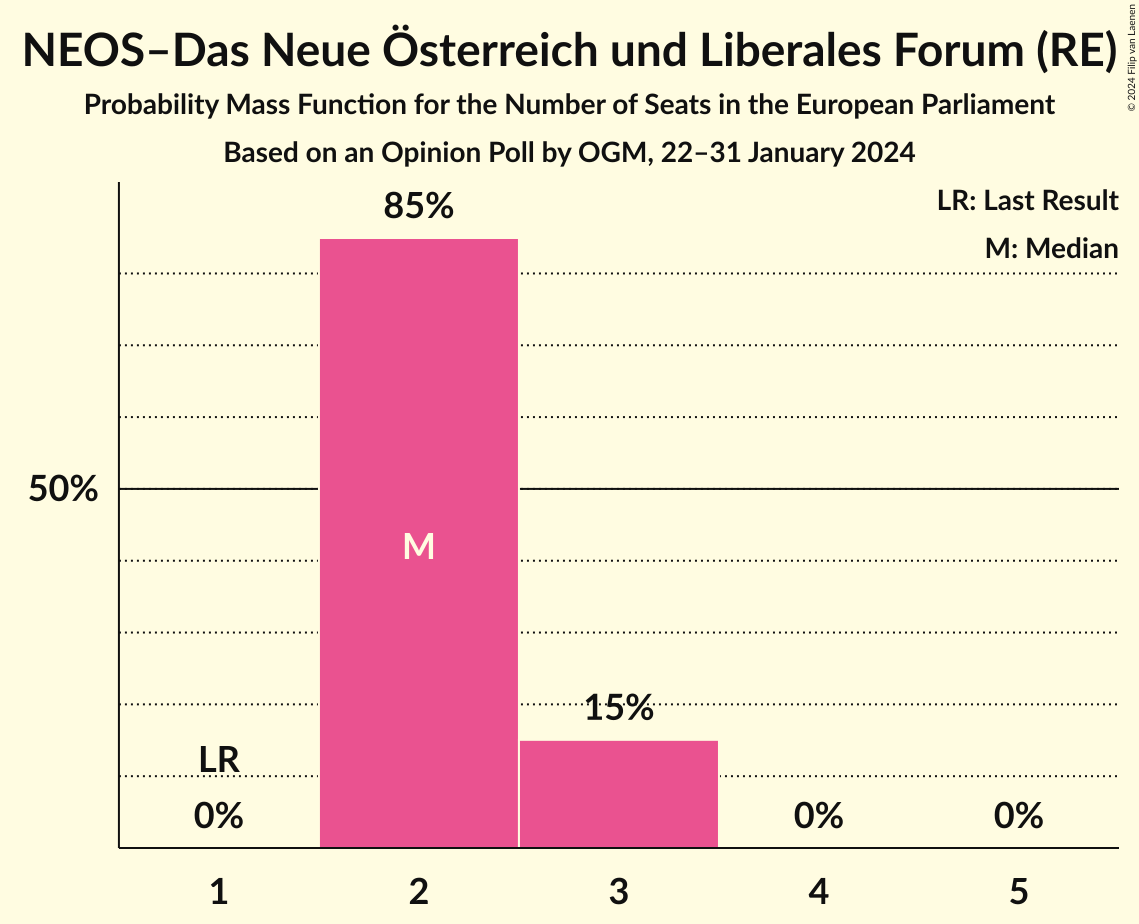 NEOS–Das Neue Österreich und Liberales Forum (RE)
Probability Mass Function for the Number of Seats in the European Parliament
Based on an Opinion Poll by OGM, 22–31 January 2024
© 2024 Filip van Laenen
LR: Last Result
M: Median
85%
50%
M
15%
LR
0%
0%
0%
1
2
3
4
5